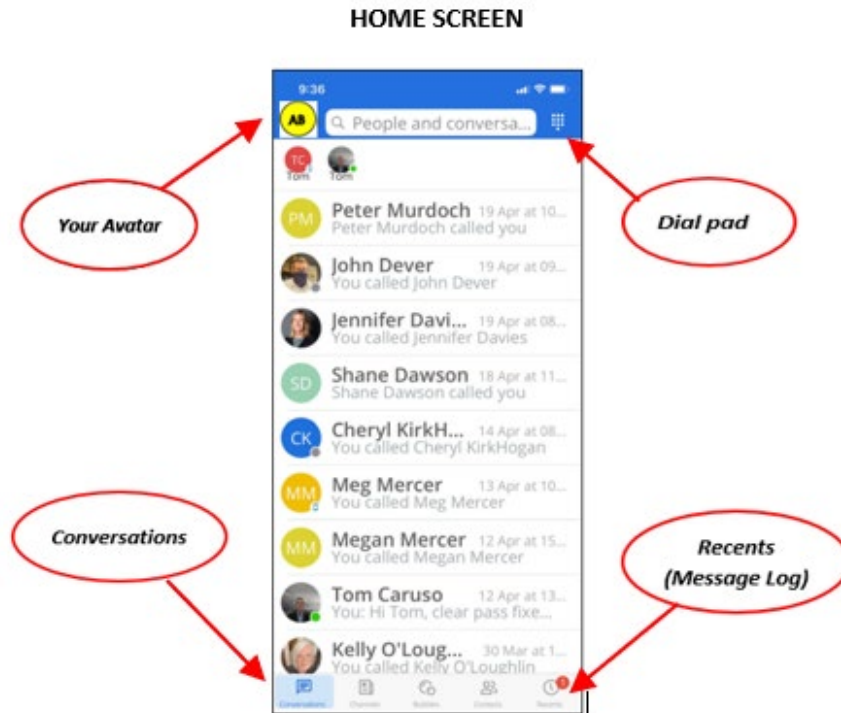 HOME SCREEN
9:36
AB
People and conversa...
TC
Tom
Tom
Your Avatar
Dial pad
PM
Peter Murdoch 19 Apr at 10...
Peter Murdoch called you
John Dever 19 Apr at 09...
You called John Dever
Jennifer Davi... 19 Apr at 08...
You called Jennifer Davies
SD
Shane Dawson 18 Apr at 11...
Shane Dawson called you
CK
Cheryl KirkH... 14 Apr at 08...
You called Cheryl KirkHogan
MM
Meg Mercer 13 Apr at 10...
You called Meg Mercer
Conversations
MM
Megan Mercer 12 Apr at 15...
You called Megan Mercer
Recents
(Message Log)
Tom Caruso 12 Apr at 13...
You: Hi Tom, clear pass fixe...
Kelly O'Loug... 30 Mar at 1...
You called Kelly O'Loughlin
Conversations Channels Bubbles Contacts Recents